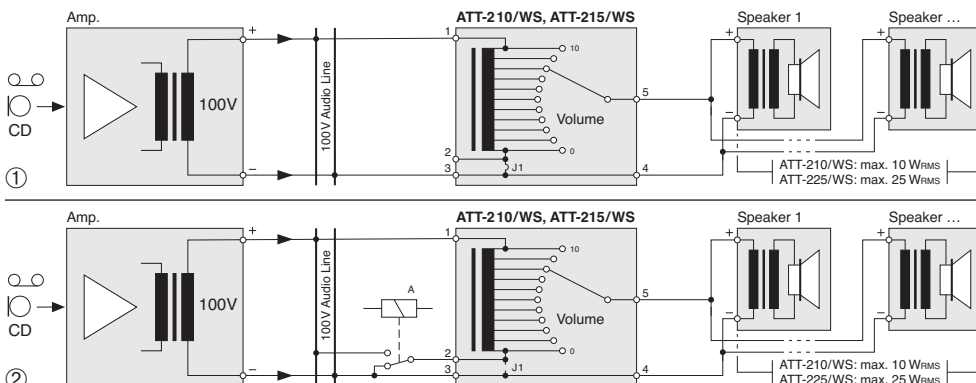 Amp.
ATT-210/WS, ATT-215/WS
Speaker 1
Speaker ...
+
1
10
+
+
CD
100V
100V Audio Line
5
Volume
2
0
−
3
J1
4
−
−
①
ATT-210/WS: max. 10 WRMS
ATT-225/WS: max. 25 WRMS
Amp.
ATT-210/WS, ATT-215/WS
Speaker 1
Speaker ...
+
1
10
+
+
CD
100V
100V Audio Line
A
5
Volume
2
0
−
3
J1
4
−
−
②
ATT-210/WS: max. 10 WRMS
ATT-225/WS: max. 25 WRMS